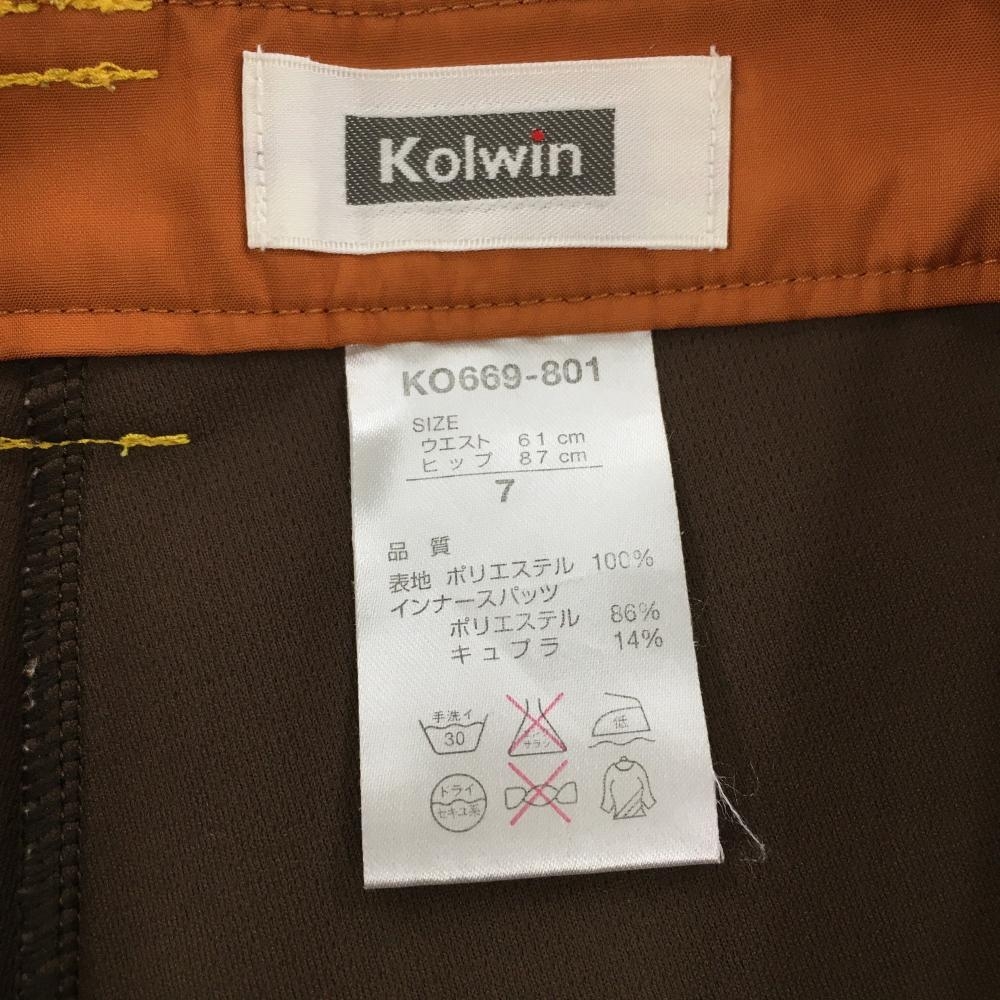 Kolwin
KO669-801
SIZE
ウエスト 61 cm
ヒップ 87 cm
7
品質
表地 ポリエステル 100%
インナースパッツ
ポリエステル 86%
キュプラ 14%
手洗イ
30
サラシ
低
ドライ
セキユ系